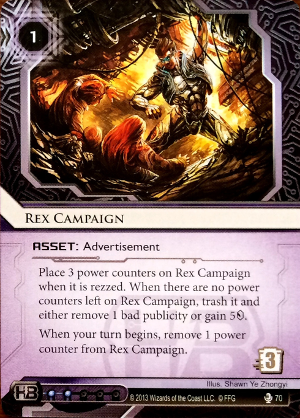 1
REX CAMPAIGN
ASSET: Advertisement
Place 3 power counters on Rex Campaign
when it is rezzed. When there are no power
counters left on Rex Campaign, trash it and
either remove 1 bad publicity or gain 5
When your turn begins, remove 1 power
counter from Rex Campaign.
3
Illus. Shawn Ye Zhongyi
HB
© 2013 Wizards of the Coast LLC. © FFG
70